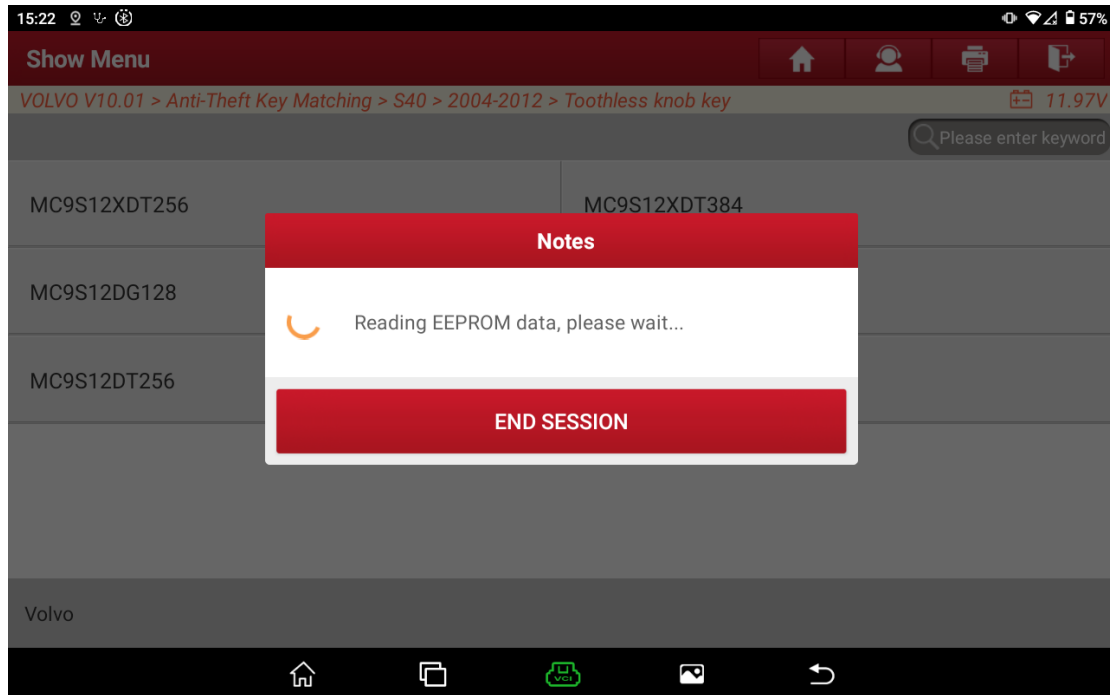 15:22
57%
Show Menu
VOLVO V10.01 > Anti-Theft Key Matching > S40 > 2004-2012 > Toothless knob key
11.97V
Please enter keyword
MC9S12XDT256
MC9S12XDT384
Notes
MC9S12DG128
Reading EEPROM data, please wait...
MC9S12DT256
END SESSION
Volvo
VCI